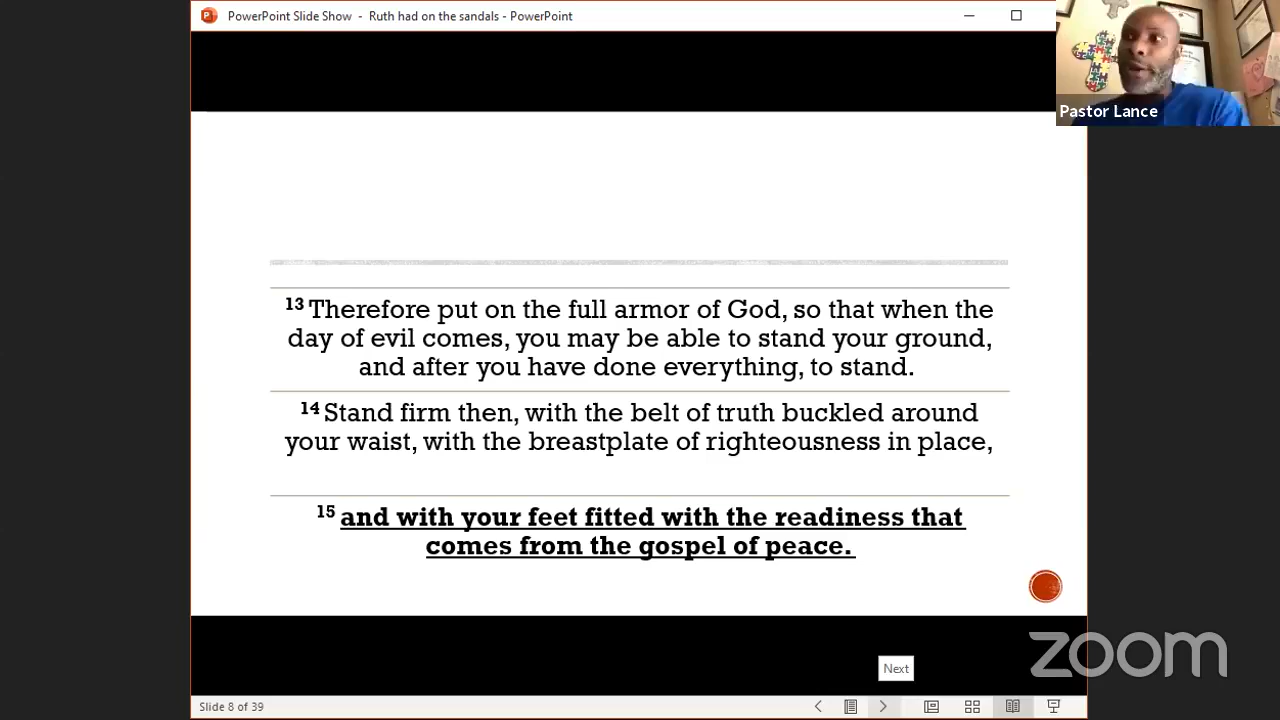 PowerPoint Slide Show - Ruth had on the sandals - PowerPoint
Pastor Lance
13 Therefore put on the full armor of God, so that when the
day of evil comes, you may be able to stand your ground,
and after you have done everything, to stand.
14 Stand firm then, with the belt of truth buckled around
your waist, with the breastplate of righteousness in place,
15 and with your feet fitted with the readiness that
comes from the gospel of peace.
zoom
Next
Slide 8 of 39